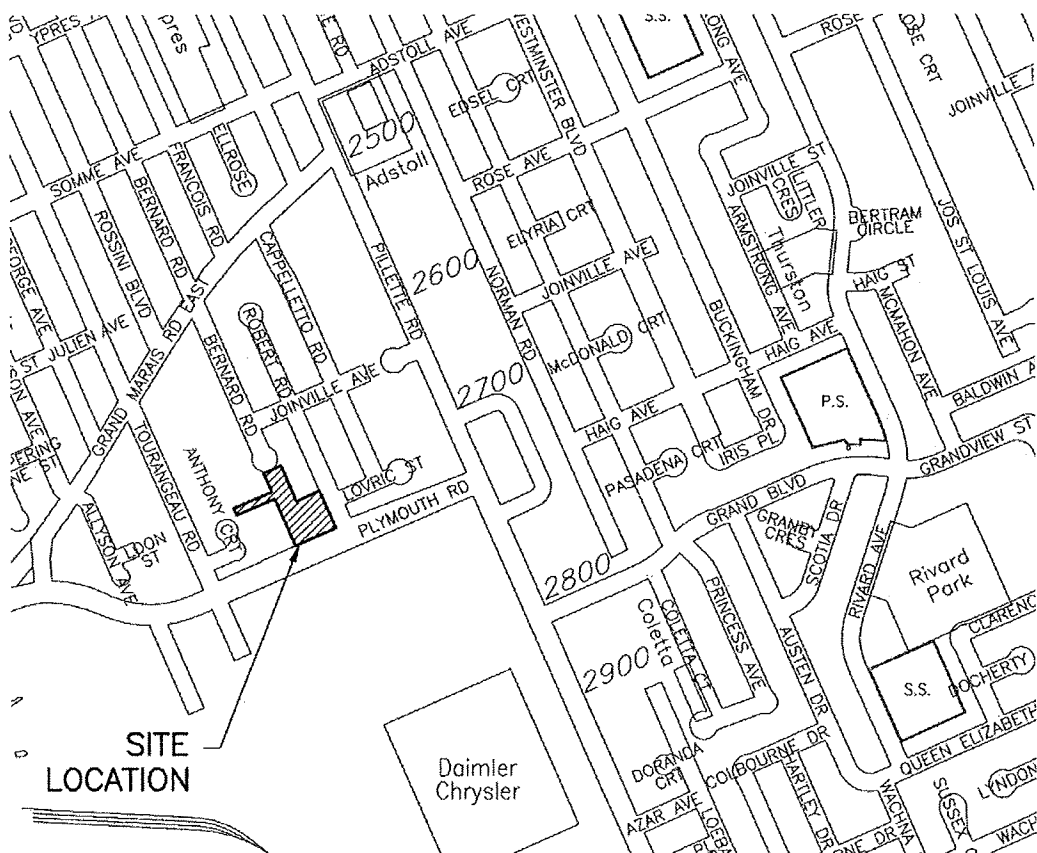 YPRES
Ypres
S.S.
ADSTOLL AVE
EDSEL CRT
WESTMINSTER BLVD
ROSE
JOINVILLE
2500
Adstoll
SOMME AVE
ELLROSE
FRANCOIS RD
BERNARD RD
ROSSINI BLVD
ROSE AVE
JOINVILLE ST
LITTLER CRES
BERTRAM CIRCLE
ELYRIA CRT
ARMSTRONG AVE
Thurston
JOS ST LOUIS AVE
CAPPELLETTO RD
PILLETTE RD
2600
NORMAN RD
JOINVILLE AVE
HAIG ST
MCMAHON AVE
GEORGE AVE
JULIEN AVE
GRAND MARAIS RD EAST
BERNARD RD
ROBERT RD
JOINVILLE AVE
McDONALD CRT
BUCKINGHAM DR
HAIG AVE
2700
P.S.
BALDWIN
HAIG AVE
IRIS PL
PASADENA CRT
GRANDVIEW ST
TOURANGEAU RD
ANTHONY CRT
LOVRIC ST
PLYMOUTH RD
GRAND BLVD
GRANBY CRES
SCOTIA DR
RIVARD AVE
ALLYSON AVE
LDON ST
2800
Rivard Park
Coletta
COLETTA CT
PRINCESS AVE
AUSTEN DR
CLARENC
2900
S.S.
DOCHERTY
SITE
LOCATION
Daimler
Chrysler
DORANDA CRT
COLBOURNE DR
HARTLEY DR
QUEEN ELIZABETH
AZAR AVE
WACHNA
SUSSEX
LYNDON
WACH